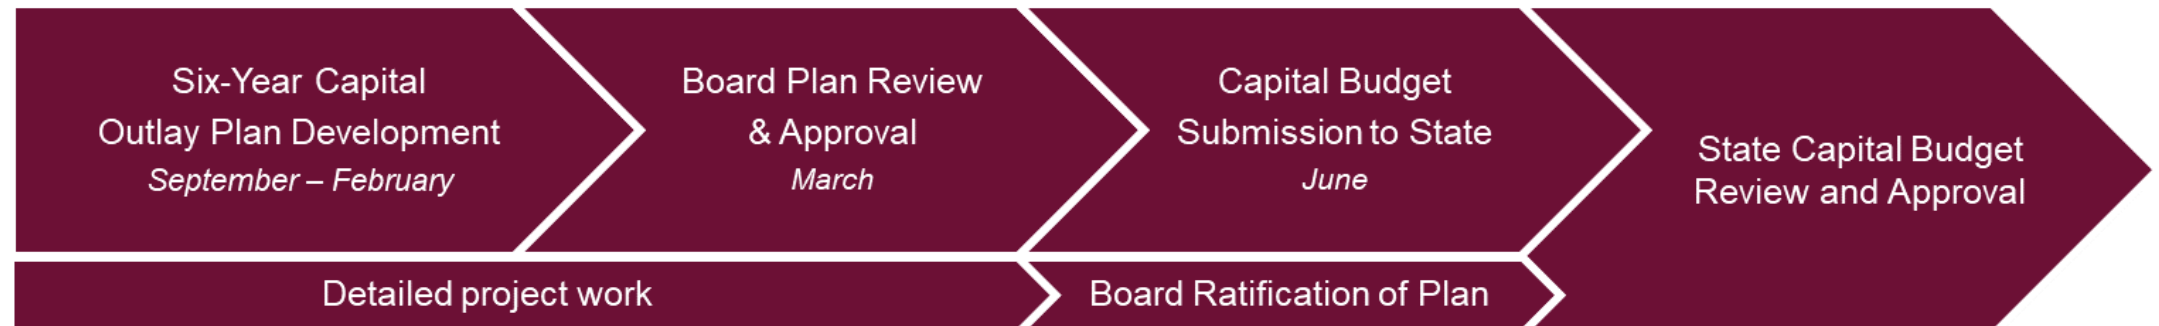 Six-Year Capital
Outlay Plan Development
September – February
Board Plan Review
& Approval
March
Capital Budget
Submission to State
June
State Capital Budget
Review and Approval
Detailed project work
Board Ratification of Plan